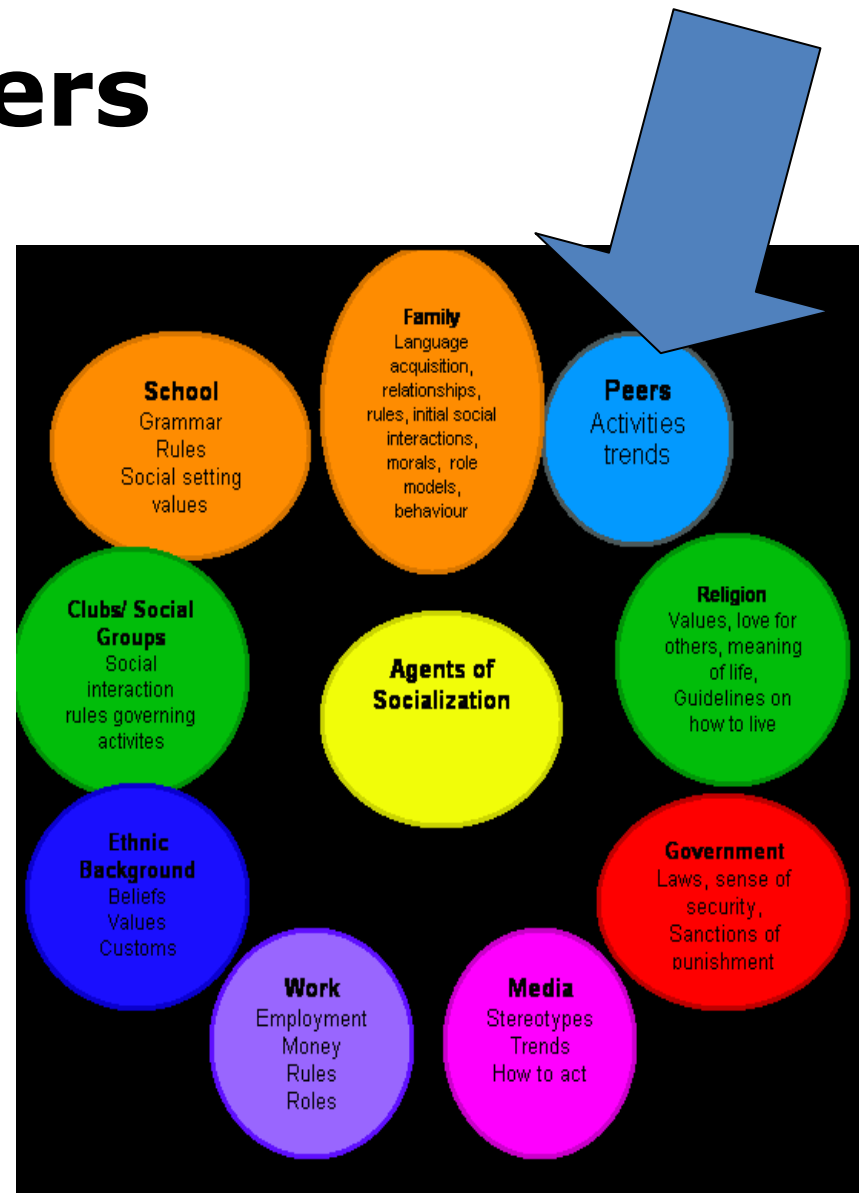 ers
Family
Language
acquisition,
relationships,
rules, initial social
interactions,
morals, role
models,
behaviour
School
Grammar
Rules
Social setting
values
Peers
Activities
trends
Clubs/ Social
Groups
Social
interaction
rules governing
activites
Religion
Values, love for
others, meaning
of life,
Guidelines on
how to live
Agents of
Socialization
Ethnic
Background
Beliefs
Values
Customs
Government
Laws, sense of
security,
Sanctions of
punishment
Work
Employment
Money
Rules
Roles
Media
Stereotypes
Trends
How to act